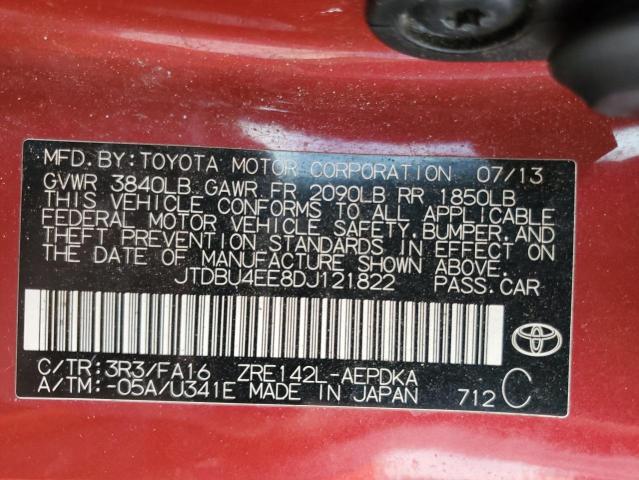 MFD. BY: TOYOTA MOTOR CORPORATION 07/13
GVWR 3840LB GAWR FR 2090LB RR 1850LB
THIS VEHICLE CONFORMS TO ALL APPLICABLE
FEDERAL MOTOR VEHICLE SAFETY, BUMPER, AND
THEFT PREVENTION STANDARDS IN EFFECT ON
THE DATE OF MANUFACTURE SHOWN ABOVE.
JTDBU4EE8DJ121822 PASS. CAR
C/TR: 3R3/FA16 ZRE142L-AEPDKA
A/TM: -05A/U341E MADE IN JAPAN 712 C